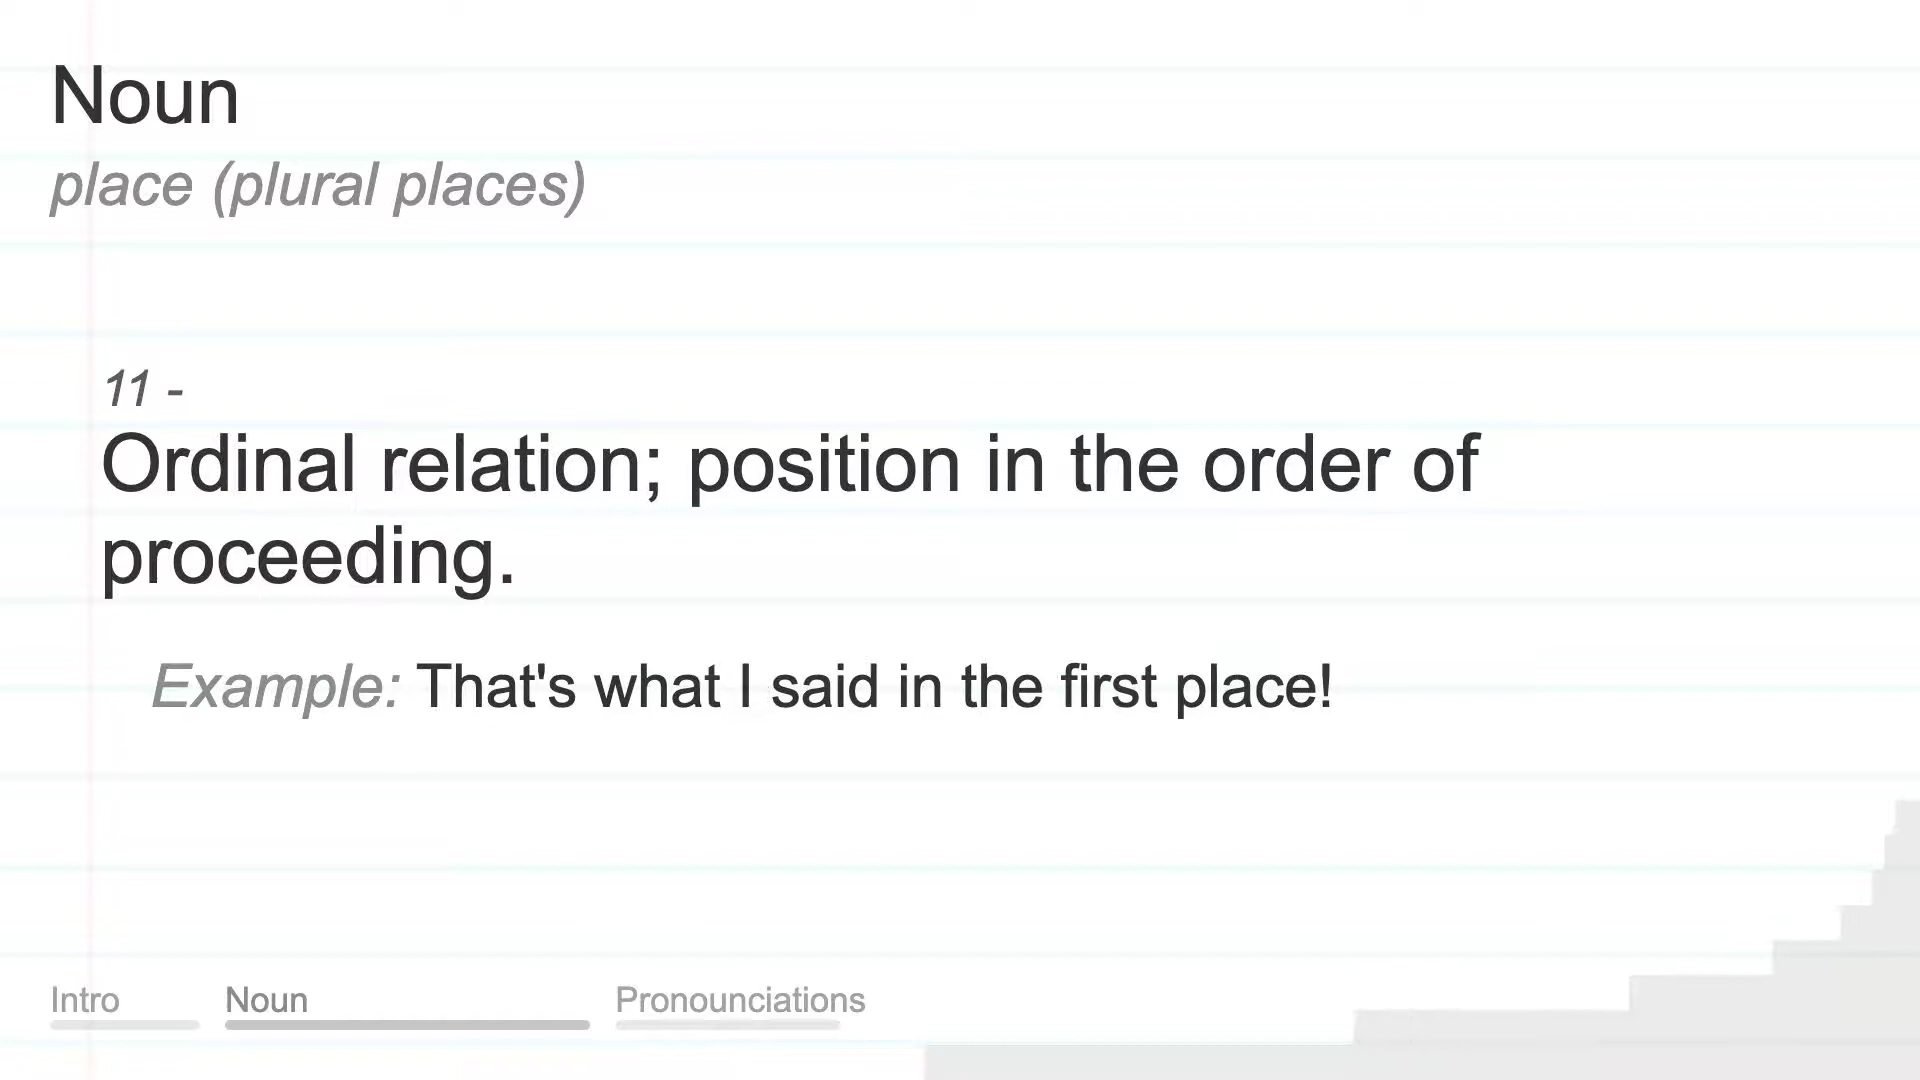 Noun
place (plural places)
11 -
Ordinal relation; position in the order of
proceeding.
Example: That's what I said in the first place!
Intro
Noun
Pronounciations